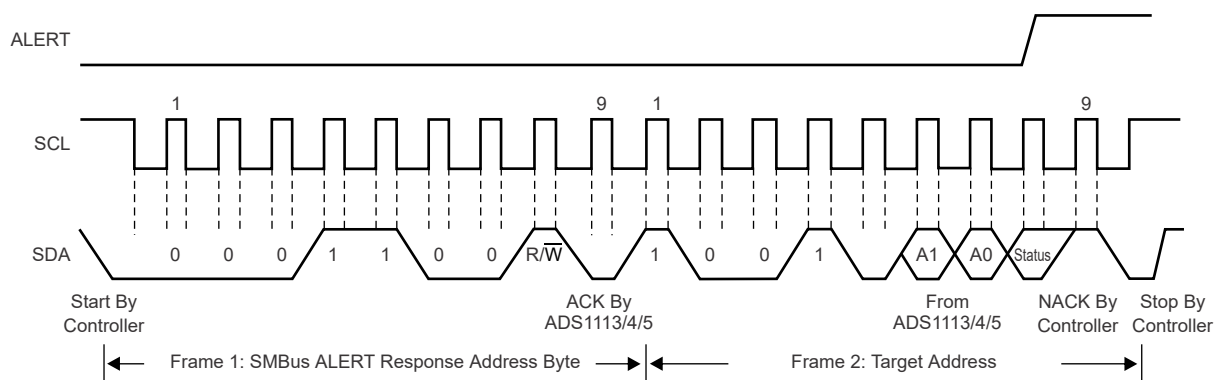 ALERT
1 9 1 9
SCL
SDA
0 0 0 1 1 0 0 R/W̅ 1 0 0 1 A1 A0 Status
Start By
Controller
ACK By
ADS1113/4/5
From
ADS1113/4/5
NACK By
Controller
Stop By
Controller
Frame 1: SMBus ALERT Response Address Byte
Frame 2: Target Address